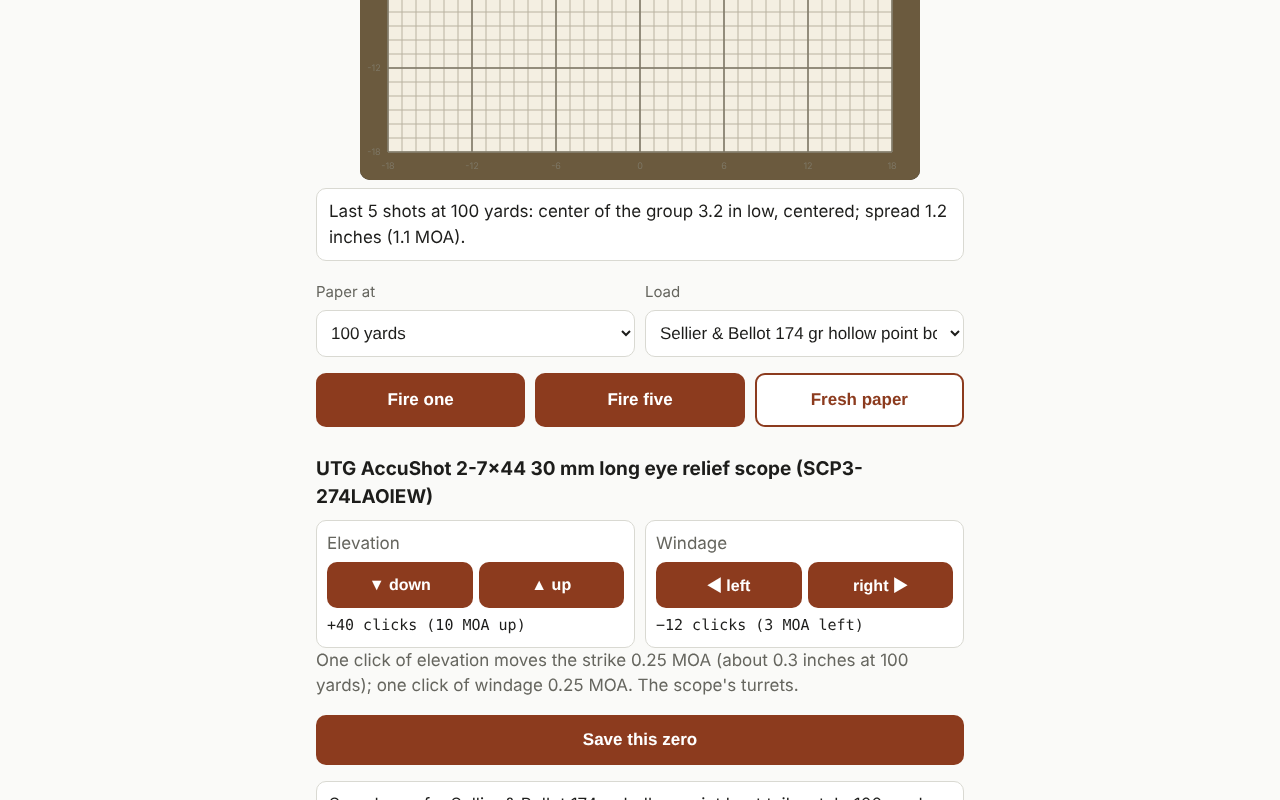 -12
-18
-18 -12 -6 0 6 12 18
Last 5 shots at 100 yards: center of the group 3.2 in low, centered; spread 1.2
inches (1.1 MOA).
Paper at
Load
100 yards
Sellier & Bellot 174 gr hollow point bo
Fire one
Fire five
Fresh paper
UTG AccuShot 2-7×44 30 mm long eye relief scope (SCP3-
274LAOIEW)
Elevation
▼ down
▲ up
+40 clicks (10 MOA up)
Windage
◀ left
right ▶
−12 clicks (3 MOA left)
One click of elevation moves the strike 0.25 MOA (about 0.3 inches at 100
yards); one click of windage 0.25 MOA. The scope's turrets.
Save this zero